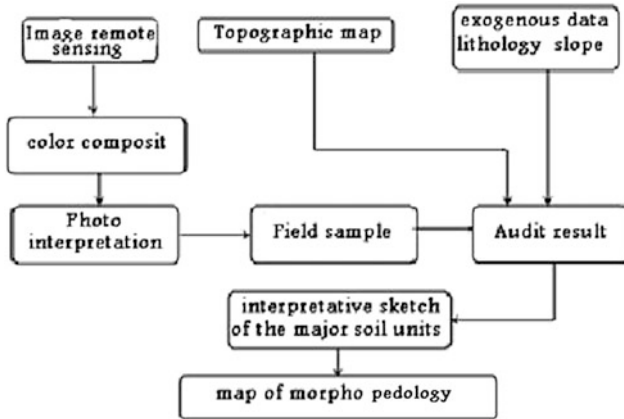 Image remote
sensing
Topographic map
exogenous data
lithology slope
color composit
Photo
interpretation
Field sample
Audit result
interpretative sketch
of the major soil units
map of morpho pedology